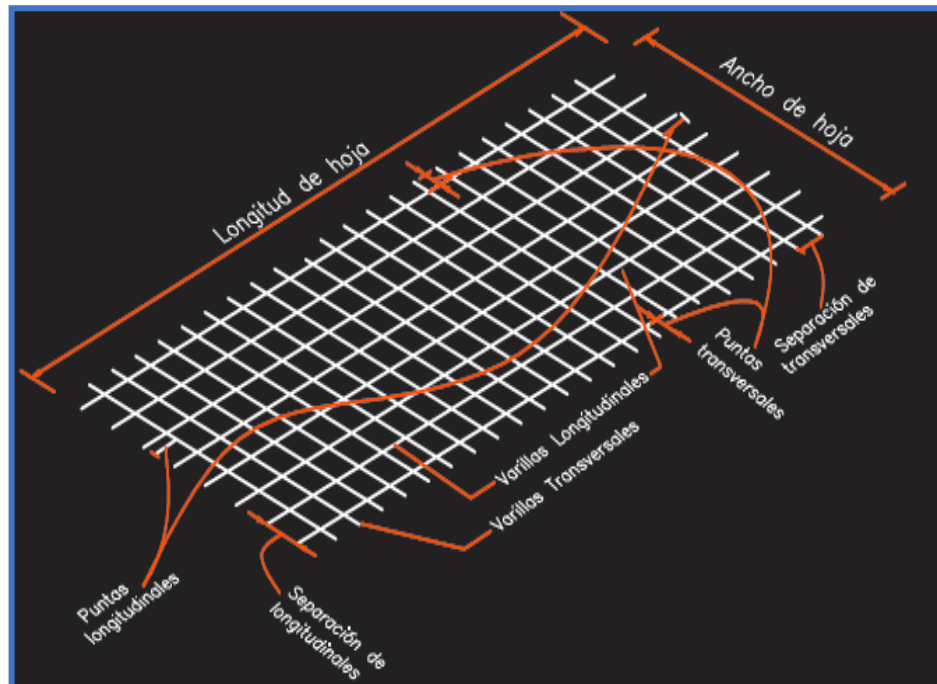 Longitud de hoja
Ancho de hoja
Separación de
transversales
Puntas
transversales
Varillas Longitudinales
Varillas Transversales
Puntas
longitudinales
Separación de
longitudinales